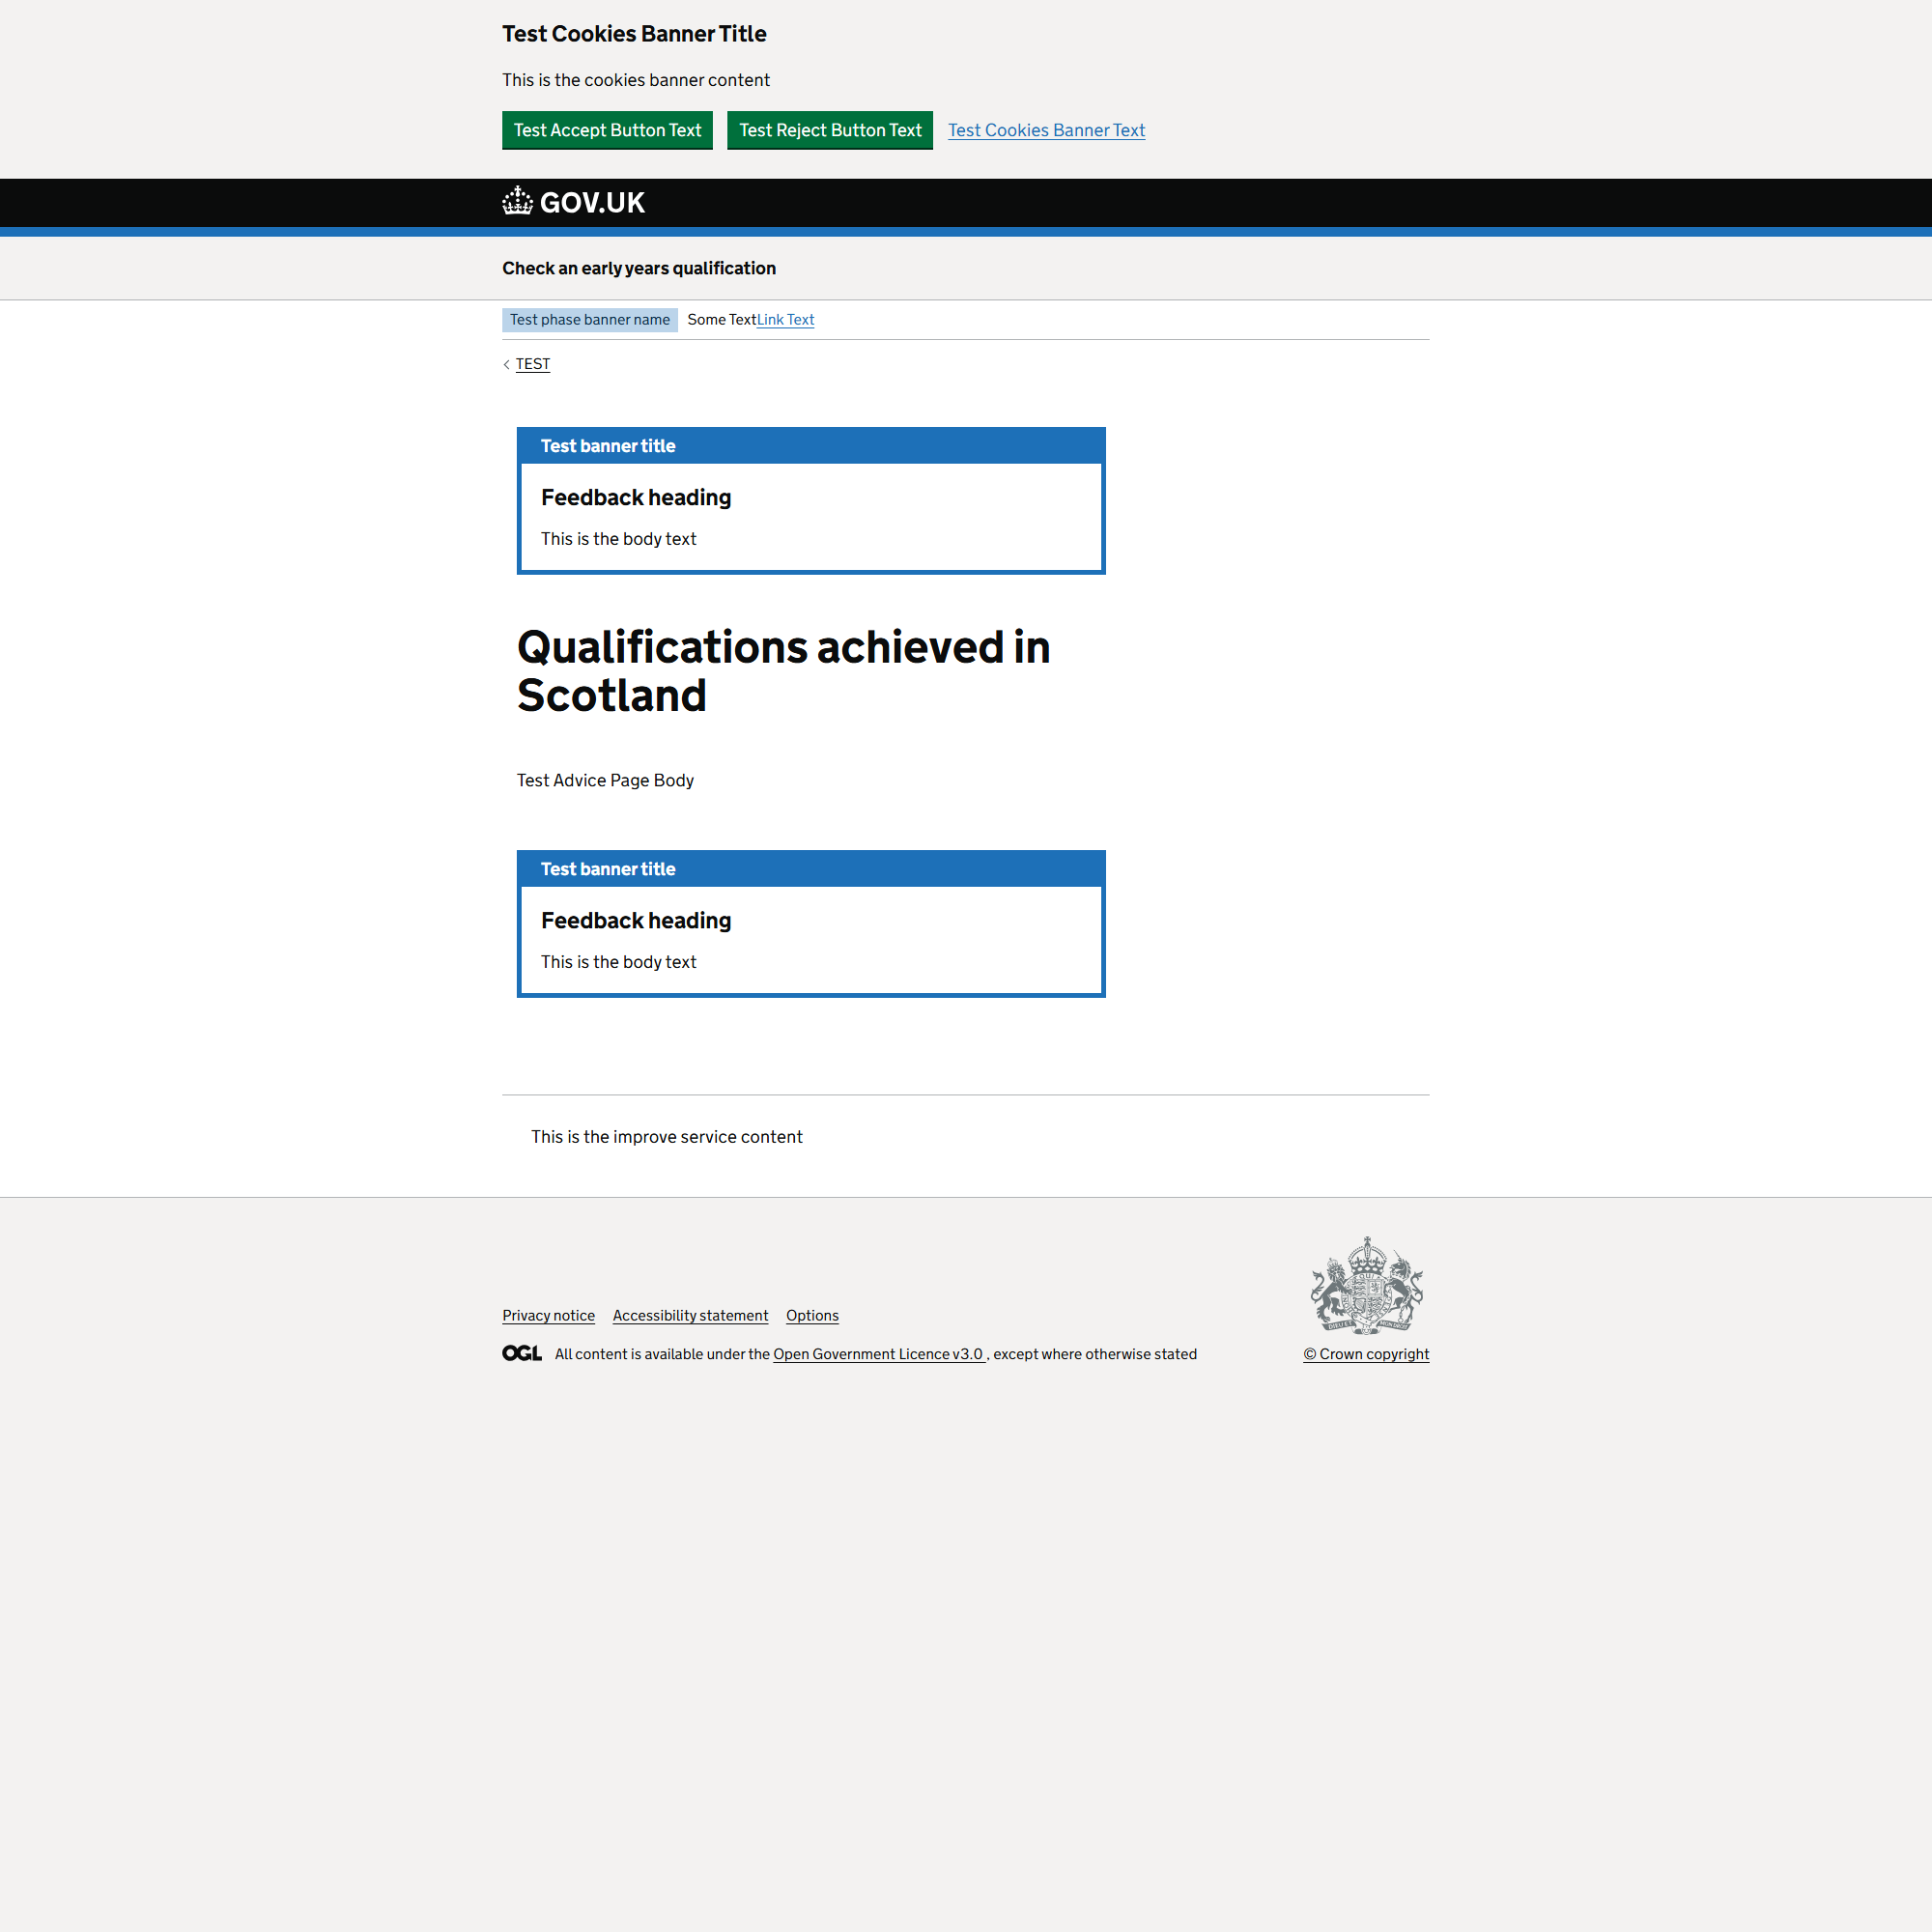 Test Cookies Banner Title
This is the cookies banner content
Test Accept Button Text Test Reject Button Text Test Cookies Banner Text
GOV.UK
Check an early years qualification
Test phase banner name Some TextLink Text
TEST
Test banner title
Feedback heading
This is the body text
Qualifications achieved in
Scotland
Test Advice Page Body
Test banner title
Feedback heading
This is the body text
This is the improve service content
Privacy notice Accessibility statement Options
OGL All content is available under the Open Government Licence v3.0 , except where otherwise stated
© Crown copyright